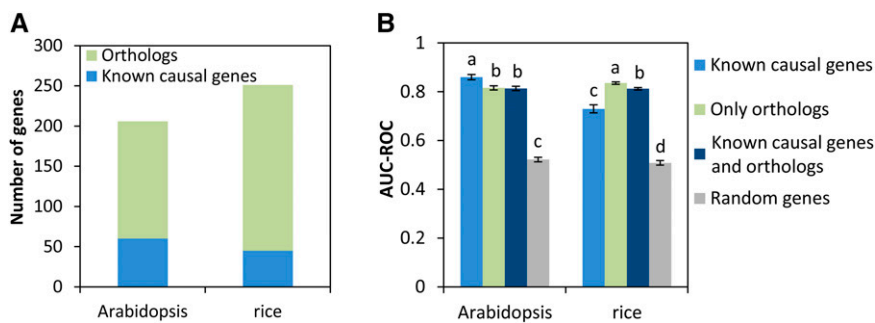 A
Number of genes
300
250
200
150
100
50
0
Orthologs
Known causal genes
Arabidopsis
rice
B
AUC-ROC
1
0.8
0.6
0.4
0.2
0
a
b
b
c
c
a
b
d
Arabidopsis
rice
Known causal genes
Only orthologs
Known causal genes
and orthologs
Random genes